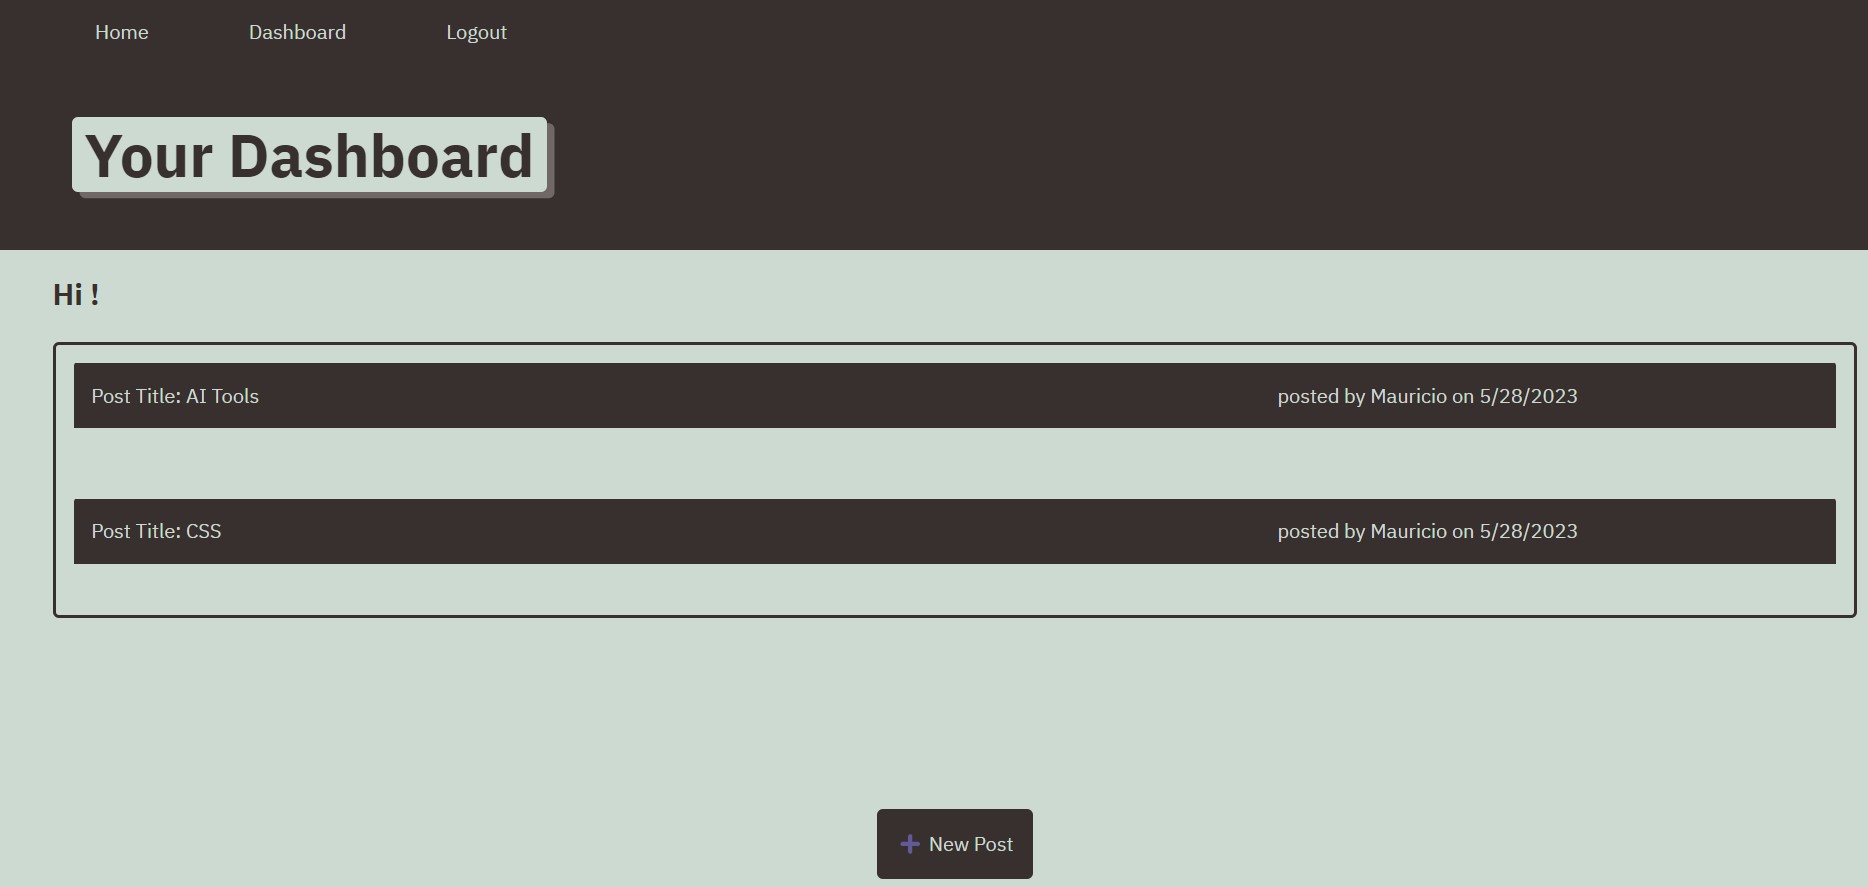 Home Dashboard Logout
Your Dashboard
Hi !
Post Title: AI Tools posted by Mauricio on 5/28/2023
Post Title: CSS posted by Mauricio on 5/28/2023
New Post